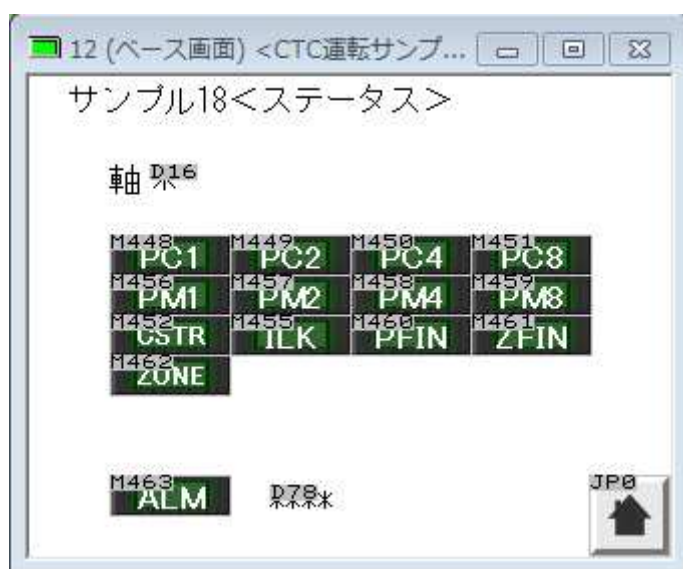 12 (ベース画面) <CTC運転サンプ...
サンプル18<ステータス>
軸 D16
M448 M449 M450 M451
PC1 PC2 PC4 PC8
M456 M457 M458 M459
PM1 PM2 PM4 PM8
M452 M455 M460 M461
CSTR ILK PFIN ZFIN
M462
ZONE
M463
ALM D78
JP0